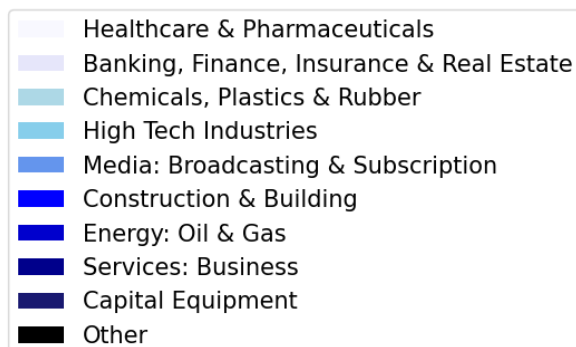 Healthcare & Pharmaceuticals
Banking, Finance, Insurance & Real Estate
Chemicals, Plastics & Rubber
High Tech Industries
Media: Broadcasting & Subscription
Construction & Building
Energy: Oil & Gas
Services: Business
Capital Equipment
Other